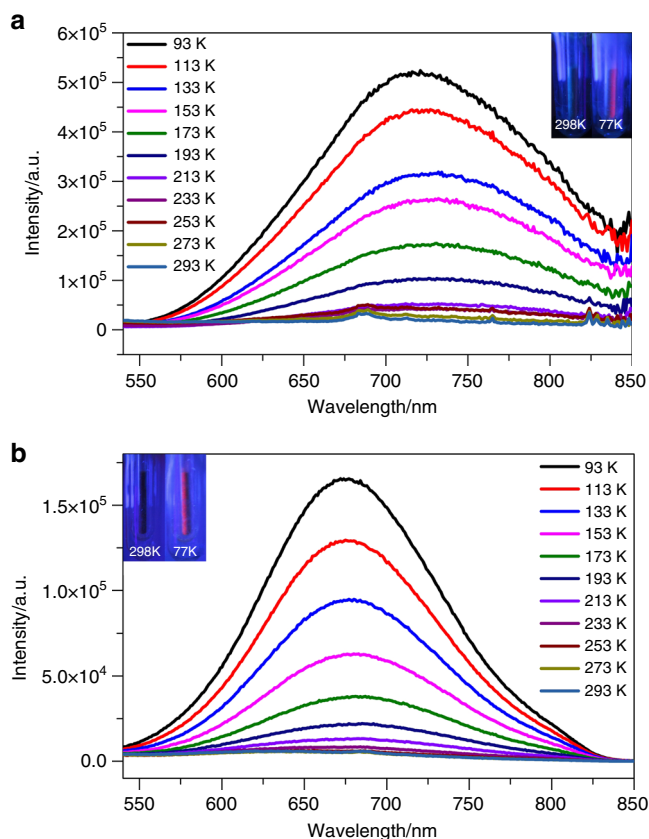 a
6×10⁵
5×10⁵
4×10⁵
3×10⁵
2×10⁵
1×10⁵
0
Intensity/a.u.
93 K
113 K
133 K
153 K
173 K
193 K
213 K
233 K
253 K
273 K
293 K
298K 77K
550 600 650 700 750 800 850
Wavelength/nm
b
1.5×10⁵
1.0×10⁵
5.0×10⁴
0.0
Intensity/a.u.
298K 77K
93 K
113 K
133 K
153 K
173 K
193 K
213 K
233 K
253 K
273 K
293 K
550 600 650 700 750 800 850
Wavelength/nm